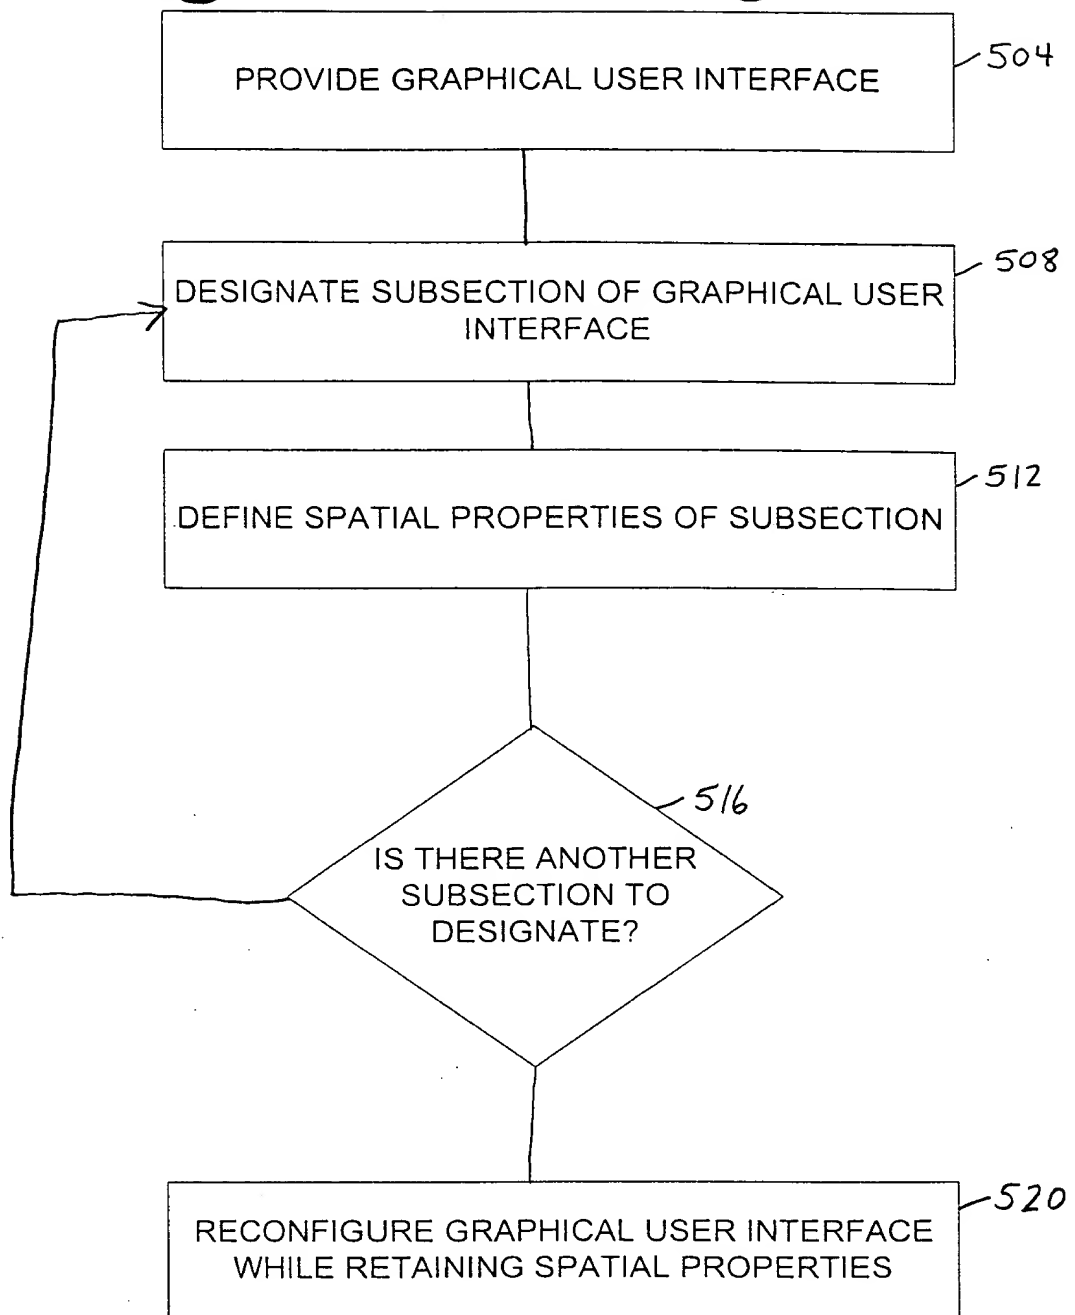 PROVIDE GRAPHICAL USER INTERFACE
504
DESIGNATE SUBSECTION OF GRAPHICAL USER
INTERFACE
508
DEFINE SPATIAL PROPERTIES OF SUBSECTION
512
IS THERE ANOTHER
SUBSECTION TO
DESIGNATE?
516
RECONFIGURE GRAPHICAL USER INTERFACE
WHILE RETAINING SPATIAL PROPERTIES
520